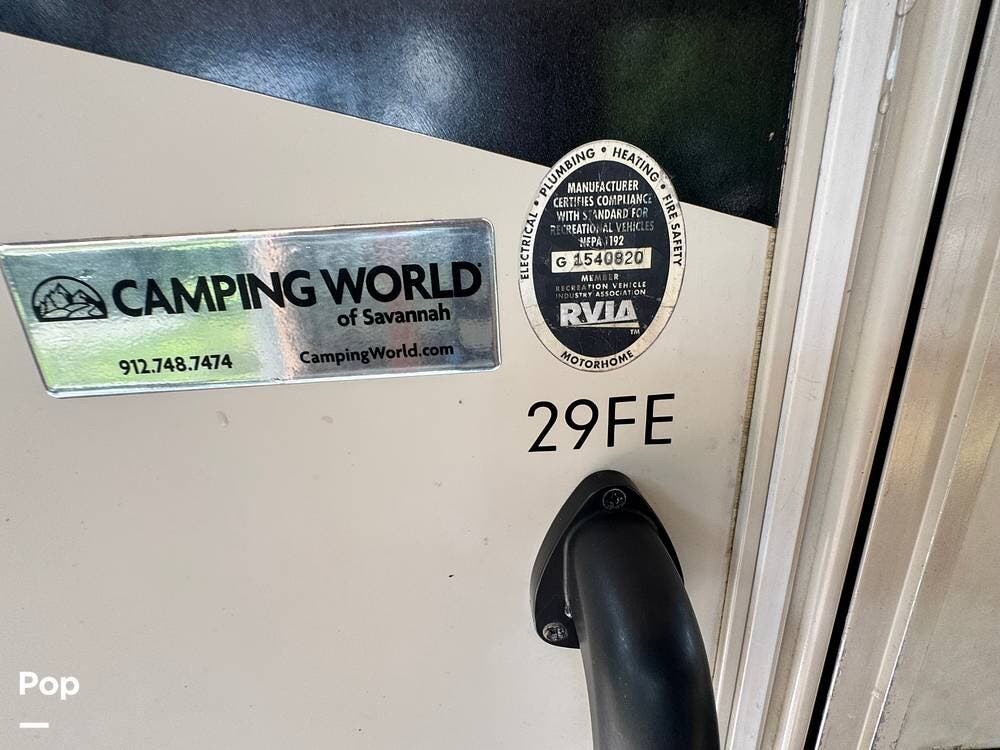 CAMPING WORLD
of Savannah
912.748.7474
CampingWorld.com
ELECTRICAL • PLUMBING • HEATING • FIRE SAFETY
MANUFACTURER
CERTIFIES COMPLIANCE
WITH STANDARD FOR
RECREATIONAL VEHICLES
NFPA 1192
G 1540820
MEMBER
RECREATION VEHICLE
INDUSTRY ASSOCIATION
RVIA
TM
MOTORHOME
29FE
Pop